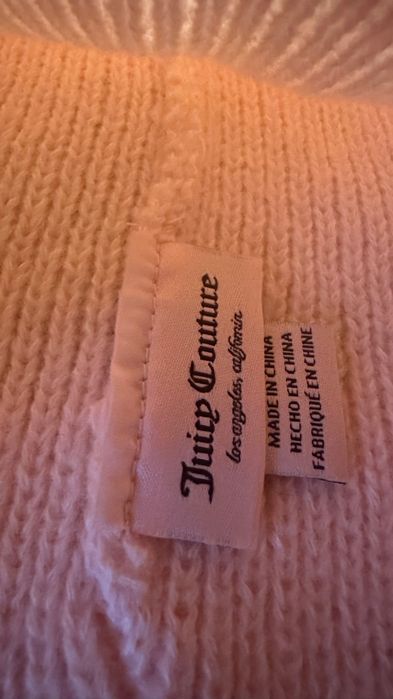 Juicy Couture
los angeles, california
MADE IN CHINA
HECHO EN CHINA
FABRIQUÉ EN CHINE